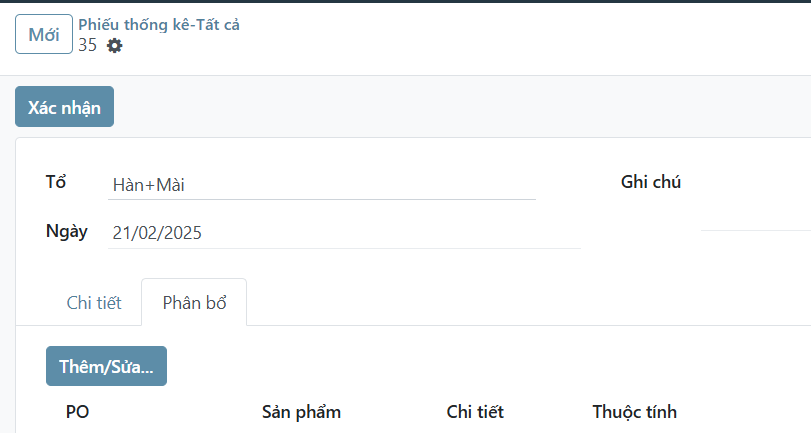 Mới
Phiếu thống kê-Tất cả
35
Xác nhận
Tổ
Hàn+Mài
Ghi chú
Ngày
21/02/2025
Chi tiết
Phân bổ
Thêm/Sửa...
PO
Sản phẩm
Chi tiết
Thuộc tính